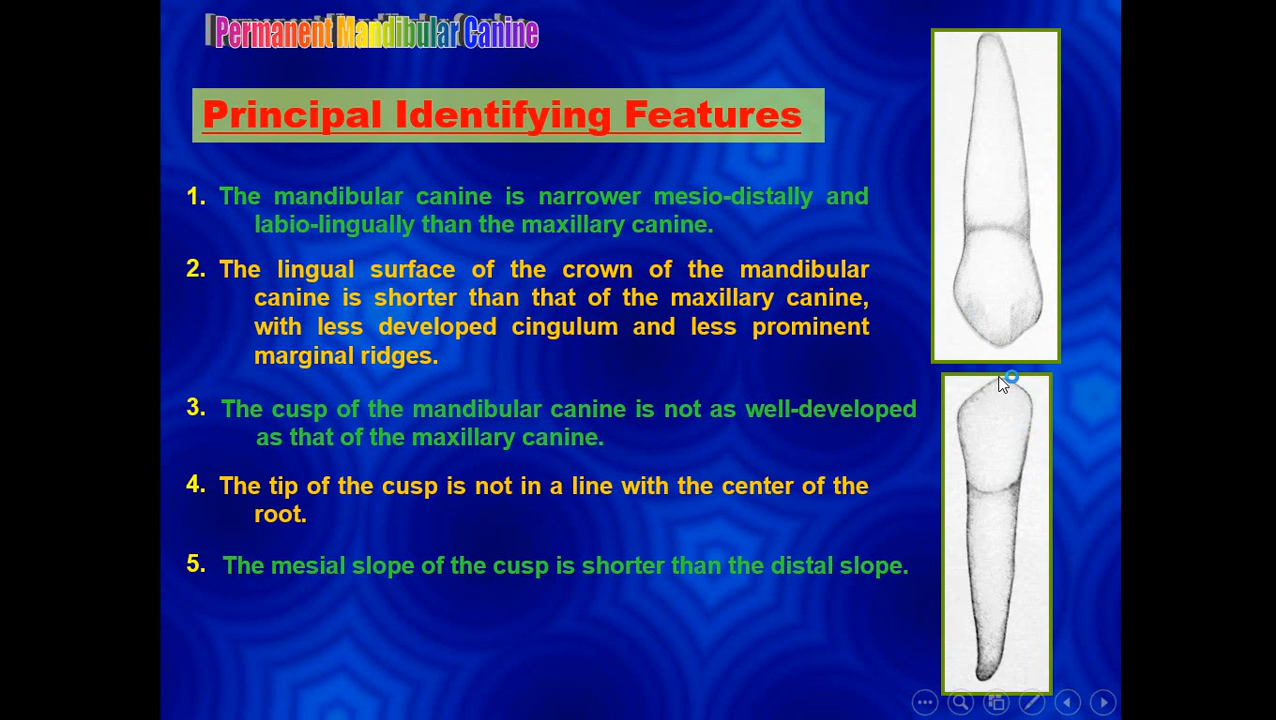 Permanent Mandibular Canine
Principal Identifying Features
1. The mandibular canine is narrower mesio-distally and
labio-lingually than the maxillary canine.
2. The lingual surface of the crown of the mandibular
canine is shorter than that of the maxillary canine,
with less developed cingulum and less prominent
marginal ridges.
3. The cusp of the mandibular canine is not as well-developed
as that of the maxillary canine.
4. The tip of the cusp is not in a line with the center of the
root.
5. The mesial slope of the cusp is shorter than the distal slope.